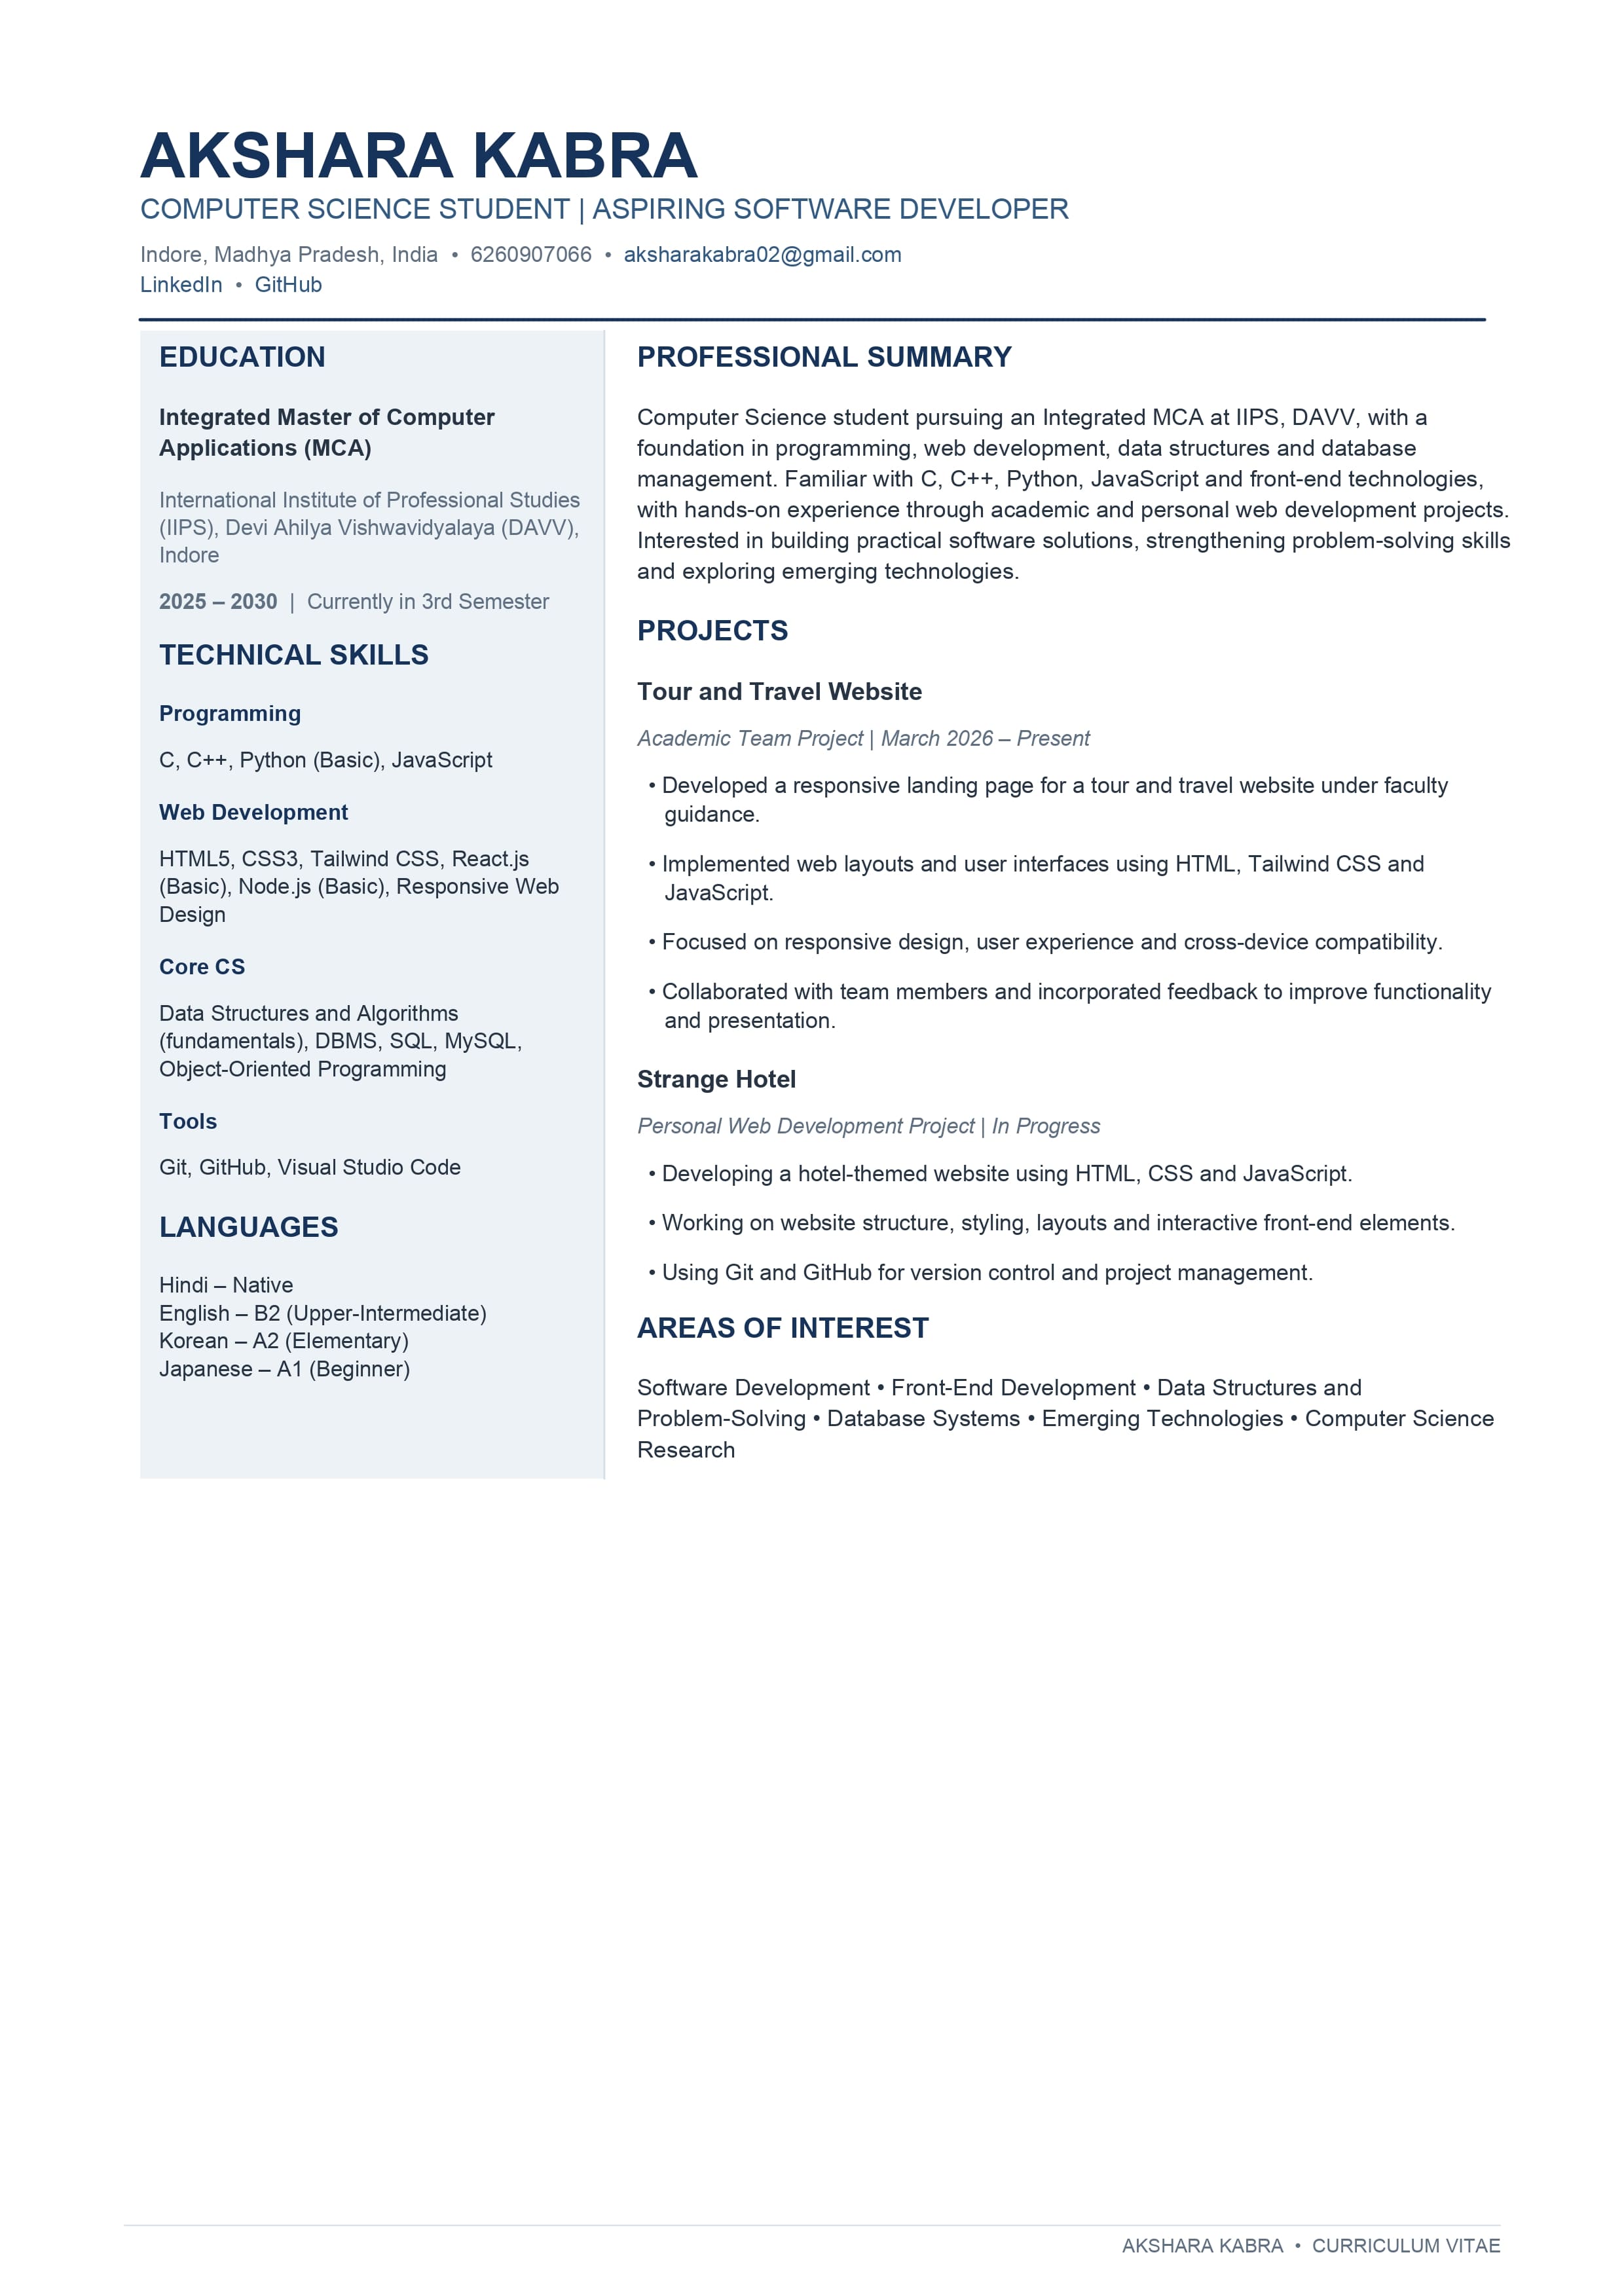 AKSHARA KABRA
COMPUTER SCIENCE STUDENT | ASPIRING SOFTWARE DEVELOPER
Indore, Madhya Pradesh, India • 6260907066 • aksharakabra02@gmail.com
LinkedIn • GitHub
EDUCATION
Integrated Master of Computer
Applications (MCA)
International Institute of Professional Studies
(IIPS), Devi Ahilya Vishwavidyalaya (DAVV),
Indore
2025 – 2030 | Currently in 3rd Semester
TECHNICAL SKILLS
Programming
C, C++, Python (Basic), JavaScript
Web Development
HTML5, CSS3, Tailwind CSS, React.js
(Basic), Node.js (Basic), Responsive Web
Design
Core CS
Data Structures and Algorithms
(fundamentals), DBMS, SQL, MySQL,
Object-Oriented Programming
Tools
Git, GitHub, Visual Studio Code
LANGUAGES
Hindi – Native
English – B2 (Upper-Intermediate)
Korean – A2 (Elementary)
Japanese – A1 (Beginner)
PROFESSIONAL SUMMARY
Computer Science student pursuing an Integrated MCA at IIPS, DAVV, with a
foundation in programming, web development, data structures and database
management. Familiar with C, C++, Python, JavaScript and front-end technologies,
with hands-on experience through academic and personal web development projects.
Interested in building practical software solutions, strengthening problem-solving skills
and exploring emerging technologies.
PROJECTS
Tour and Travel Website
Academic Team Project | March 2026 – Present
• Developed a responsive landing page for a tour and travel website under faculty
guidance.
• Implemented web layouts and user interfaces using HTML, Tailwind CSS and
JavaScript.
• Focused on responsive design, user experience and cross-device compatibility.
• Collaborated with team members and incorporated feedback to improve functionality
and presentation.
Strange Hotel
Personal Web Development Project | In Progress
• Developing a hotel-themed website using HTML, CSS and JavaScript.
• Working on website structure, styling, layouts and interactive front-end elements.
• Using Git and GitHub for version control and project management.
AREAS OF INTEREST
Software Development • Front-End Development • Data Structures and
Problem-Solving • Database Systems • Emerging Technologies • Computer Science
Research
AKSHARA KABRA • CURRICULUM VITAE